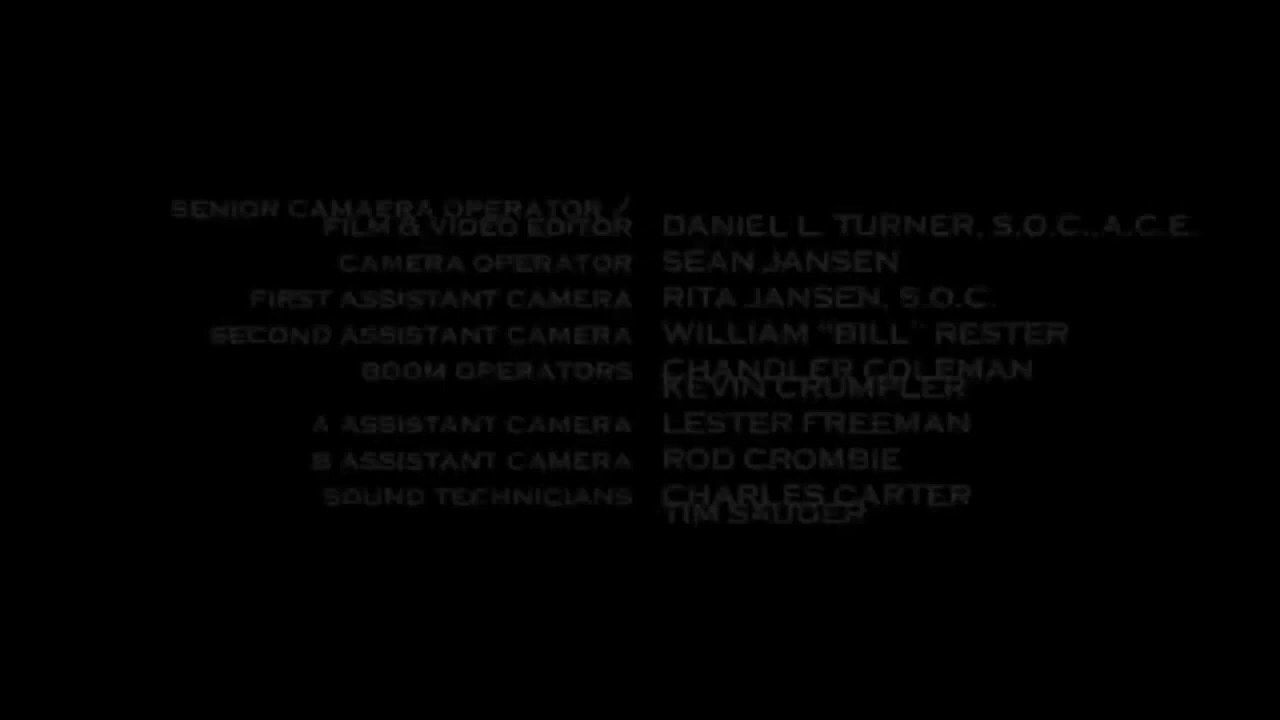 SENIOR CAMAERA OPERATOR /
FILM & VIDEO EDITOR DANIEL L. TURNER, S.O.C., A.C.E.
CAMERA OPERATOR SEAN JANSEN
FIRST ASSISTANT CAMERA RITA JANSEN, S.O.C.
SECOND ASSISTANT CAMERA WILLIAM "BILL" RESTER
BOOM OPERATORS CHANDLER COLEMAN
KEVIN CRUMPLER
A ASSISTANT CAMERA LESTER FREEMAN
B ASSISTANT CAMERA ROD CROMBIE
SOUND TECHNICIANS CHARLES CARTER
TIM